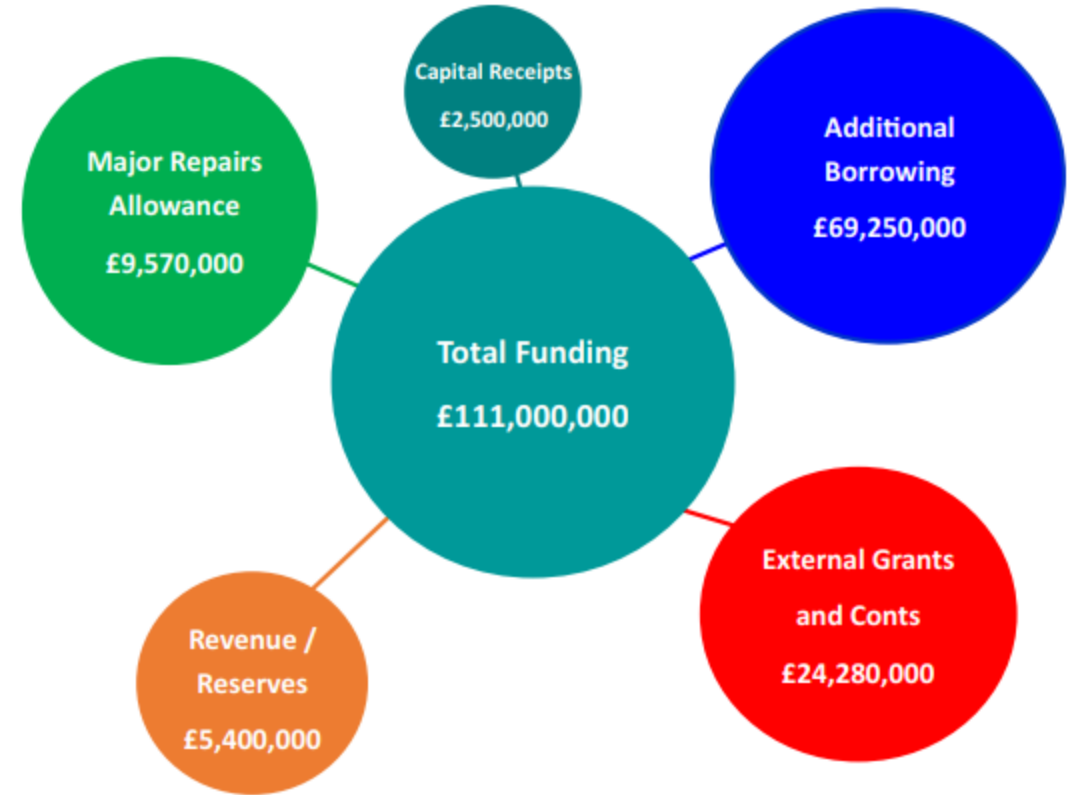 Capital Receipts
£2,500,000
Major Repairs
Allowance
£9,570,000
Additional
Borrowing
£69,250,000
Total Funding
£111,000,000
Revenue /
Reserves
£5,400,000
External Grants
and Conts
£24,280,000